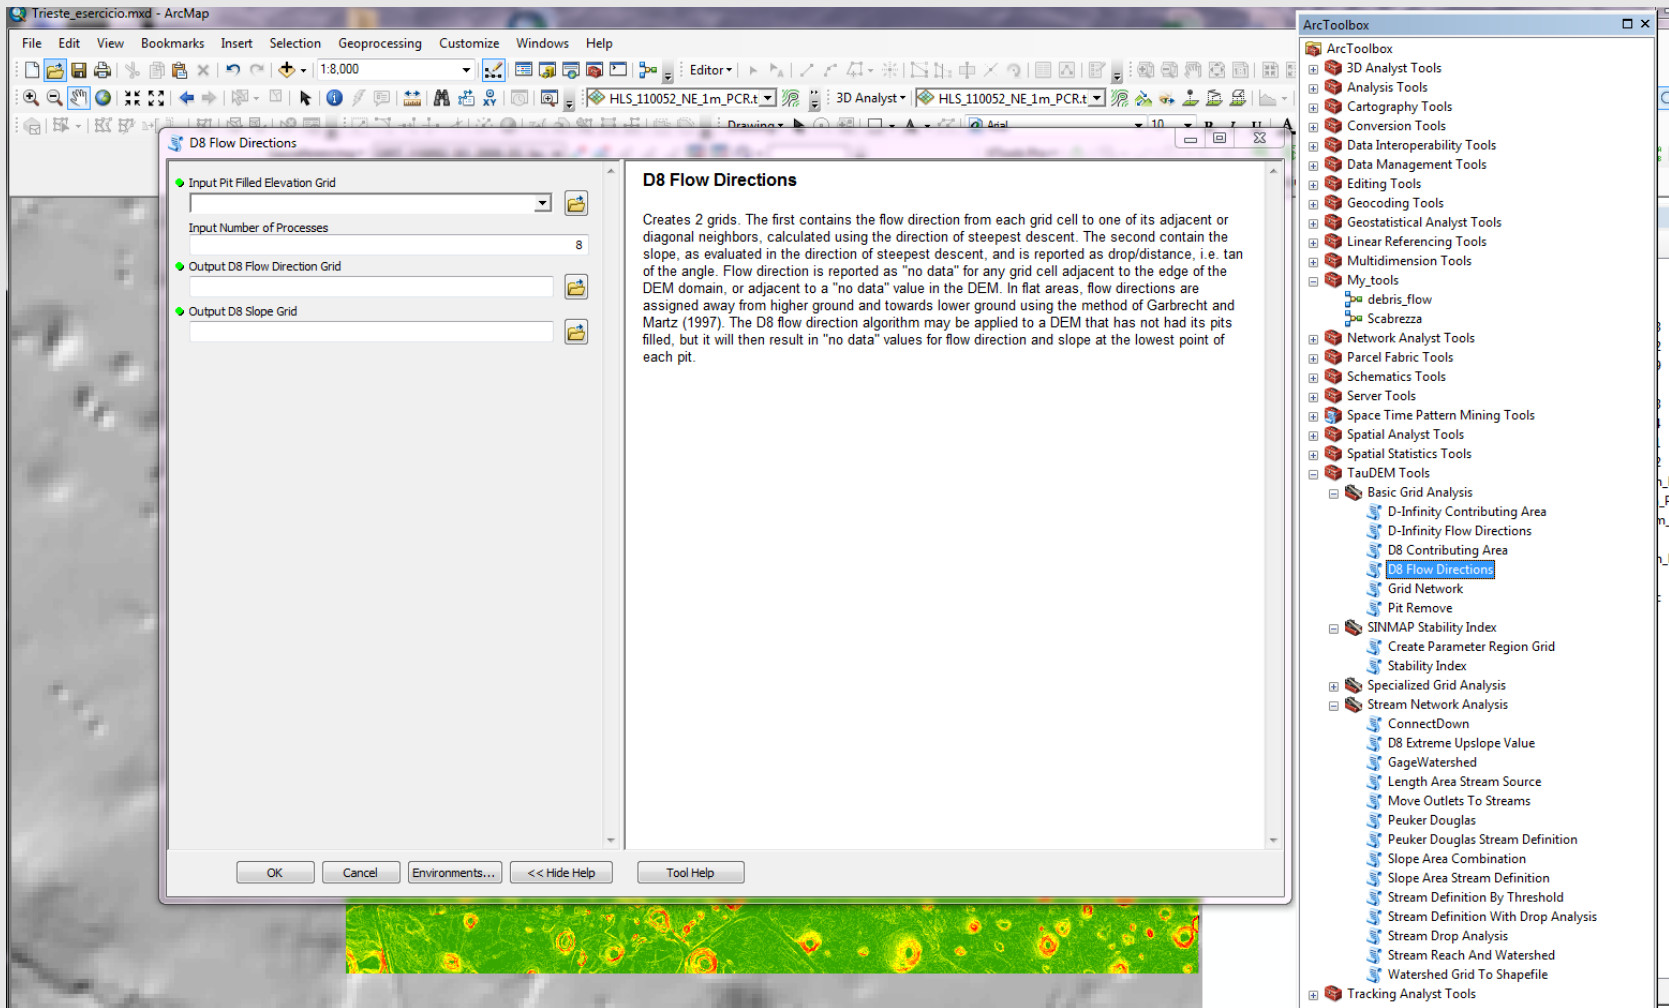 Trieste_esercicio.mxd - ArcMap
File Edit View Bookmarks Insert Selection Geoprocessing Customize Windows Help
1:8,000
Editor
HLS_110052_NE_1m_PCR.t
3D Analyst
HLS_110052_NE_1m_PCR.t
Drawing
Arial
10
D8 Flow Directions
Input Pit Filled Elevation Grid
Input Number of Processes
8
Output D8 Flow Direction Grid
Output D8 Slope Grid
D8 Flow Directions
Creates 2 grids. The first contains the flow direction from each grid cell to one of its adjacent or
diagonal neighbors, calculated using the direction of steepest descent. The second contain the
slope, as evaluated in the direction of steepest descent, and is reported as drop/distance, i.e. tan
of the angle. Flow direction is reported as "no data" for any grid cell adjacent to the edge of the
DEM domain, or adjacent to a "no data" value in the DEM. In flat areas, flow directions are
assigned away from higher ground and towards lower ground using the method of Garbrecht and
Martz (1997). The D8 flow direction algorithm may be applied to a DEM that has not had its pits
filled, but it will then result in "no data" values for flow direction and slope at the lowest point of
each pit.
OK
Cancel
Environments...
<< Hide Help
Tool Help
ArcToolbox
ArcToolbox
3D Analyst Tools
Analysis Tools
Cartography Tools
Conversion Tools
Data Interoperability Tools
Data Management Tools
Editing Tools
Geocoding Tools
Geostatistical Analyst Tools
Linear Referencing Tools
Multidimension Tools
My_tools
debris_flow
Scabrezza
Network Analyst Tools
Parcel Fabric Tools
Schematics Tools
Server Tools
Space Time Pattern Mining Tools
Spatial Analyst Tools
Spatial Statistics Tools
TauDEM Tools
Basic Grid Analysis
D-Infinity Contributing Area
D-Infinity Flow Directions
D8 Contributing Area
D8 Flow Directions
Grid Network
Pit Remove
SINMAP Stability Index
Create Parameter Region Grid
Stability Index
Specialized Grid Analysis
Stream Network Analysis
ConnectDown
D8 Extreme Upslope Value
GageWatershed
Length Area Stream Source
Move Outlets To Streams
Peuker Douglas
Peuker Douglas Stream Definition
Slope Area Combination
Slope Area Stream Definition
Stream Definition By Threshold
Stream Definition With Drop Analysis
Stream Drop Analysis
Stream Reach And Watershed
Watershed Grid To Shapefile
Tracking Analyst Tools